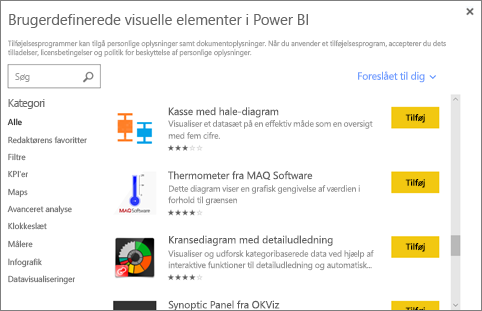 Brugerdefinerede visuelle elementer i Power BI
Tilføjelsesprogrammer kan tilgå personlige oplysninger samt dokumentoplysninger. Når du anvender et tilføjelsesprogram, accepterer du dets
tilladelser, licensbetingelser og politik for beskyttelse af personlige oplysninger.
Søg
Foreslået til dig
Kategori
Alle
Redaktørens favoritter
Filtre
KPI'er
Maps
Avanceret analyse
Klokkeslæt
Målere
Infografik
Datavisualiseringer
Kasse med hale-diagram
Visualiser et datasæt på en effektiv måde som en oversigt
med fem cifre.
Tilføj
MAQ Software
Thermometer fra MAQ Software
Dette diagram viser en grafisk gengivelse af værdien i
forhold til grænsen
Tilføj
Kransediagram med detailudledning
Visualiser og udforsk kategoribaserede data ved hjælp af
interaktive funktioner til detailudledning og automatisk...
Tilføj
Synoptic Panel fra OKViz
Tilføj